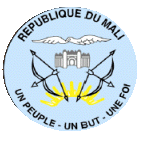 REPUBLIQUE DU MALI
UN PEUPLE - UN BUT - UNE FOI